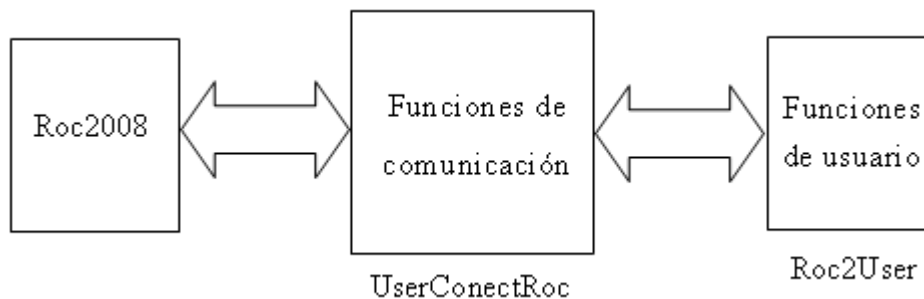 Roc2008
Funciones de
comunicación
UserConectRoc
Funciones
de usuario
Roc2User